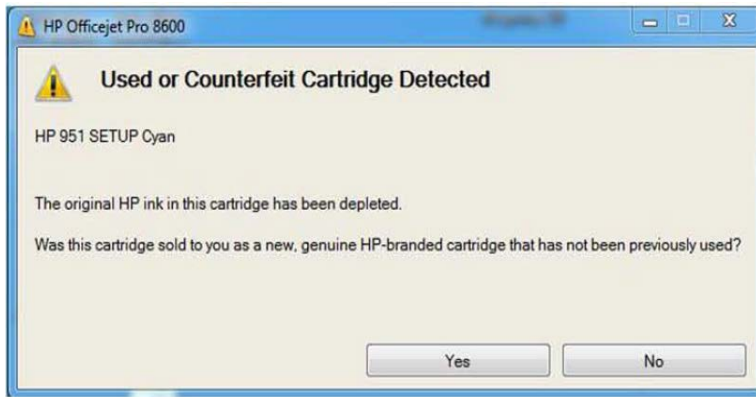 HP Officejet Pro 8600
Used or Counterfeit Cartridge Detected
HP 951 SETUP Cyan
The original HP ink in this cartridge has been depleted.
Was this cartridge sold to you as a new, genuine HP-branded cartridge that has not been previously used?
Yes No